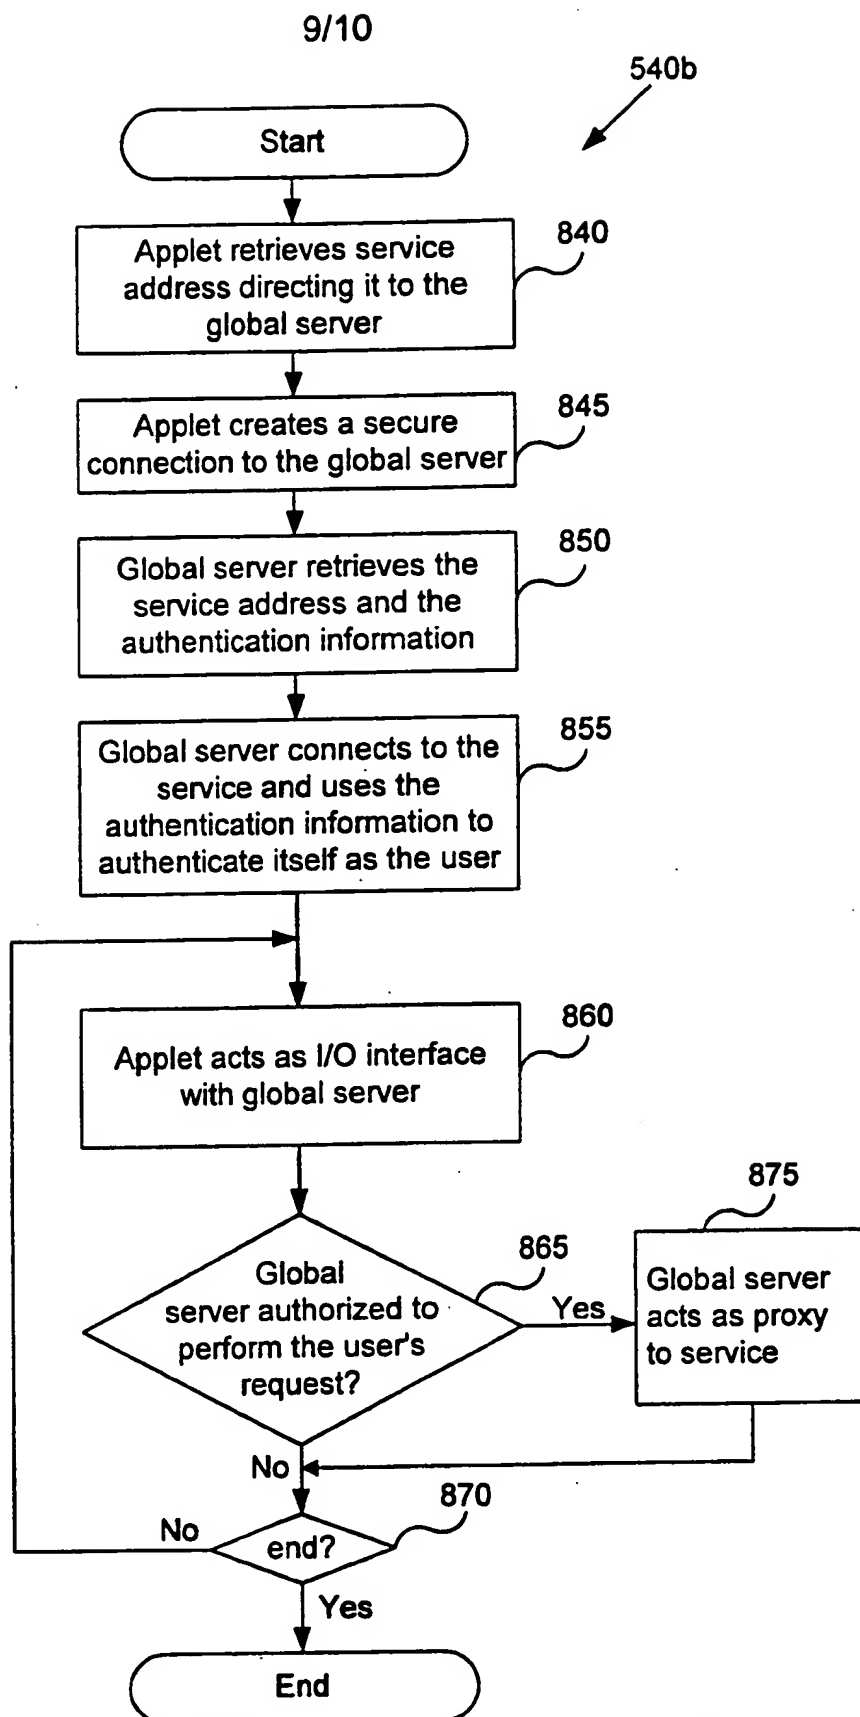 9/10
540b
Start
840
Applet retrieves service
address directing it to the
global server
845
Applet creates a secure
connection to the global server
850
Global server retrieves the
service address and the
authentication information
855
Global server connects to the
service and uses the
authentication information to
authenticate itself as the user
860
Applet acts as I/O interface
with global server
865
Global
server authorized to
perform the user's
request?
Yes
875
Global server
acts as proxy
to service
No
870
end?
No
Yes
End